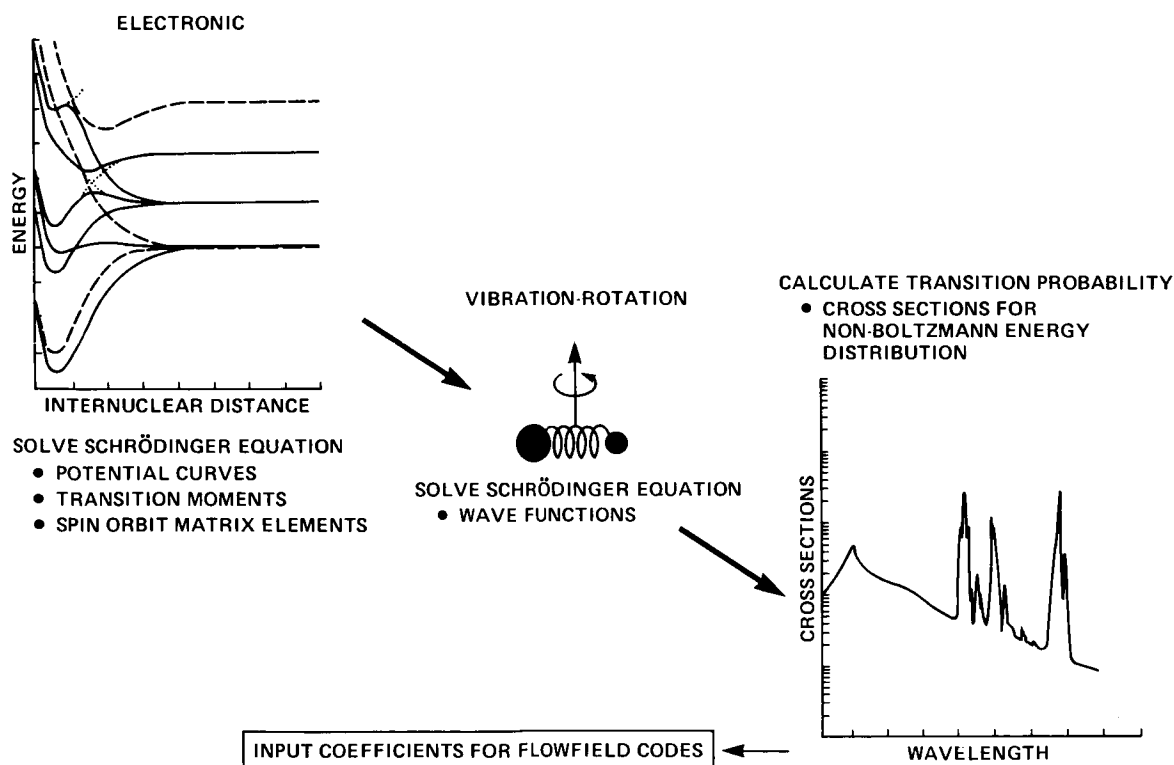 ELECTRONIC
ENERGY
INTERNUCLEAR DISTANCE
SOLVE SCHRÖDINGER EQUATION
● POTENTIAL CURVES
● TRANSITION MOMENTS
● SPIN ORBIT MATRIX ELEMENTS
VIBRATION-ROTATION
SOLVE SCHRÖDINGER EQUATION
● WAVE FUNCTIONS
CALCULATE TRANSITION PROBABILITY
● CROSS SECTIONS FOR
NON-BOLTZMANN ENERGY
DISTRIBUTION
CROSS SECTIONS
WAVELENGTH
INPUT COEFFICIENTS FOR FLOWFIELD CODES